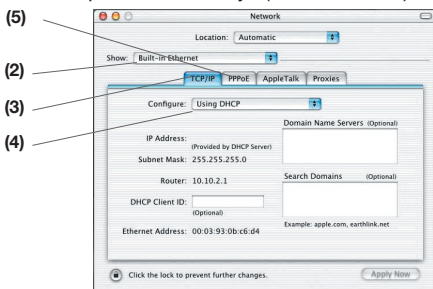 Network
(5)
Location: Automatic
Show: Built-in Ethernet
(2)
TCP/IP PPPoE AppleTalk Proxies
(3)
Configure: Using DHCP
(4)
Domain Name Servers (Optional)
IP Address:
(Provided by DHCP Server)
Subnet Mask: 255.255.255.0
Router: 10.10.2.1
Search Domains (Optional)
DHCP Client ID:
(Optional)
Example: apple.com, earthlink.net
Ethernet Address: 00:03:93:0b:c6:d4
Click the lock to prevent further changes.
Apply Now